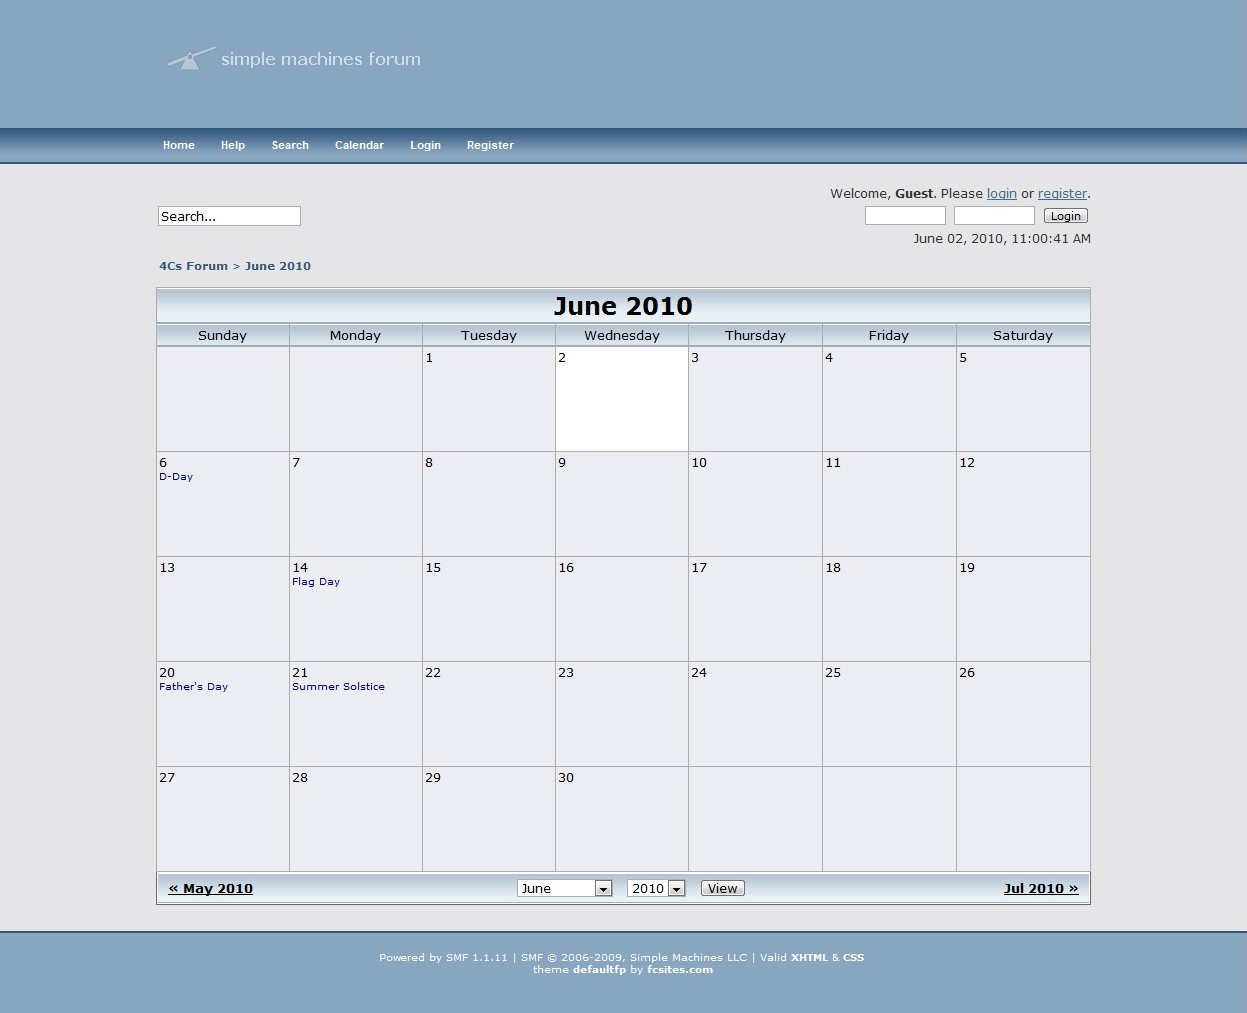 simple machines forum
Home Help Search Calendar Login Register
Welcome, Guest. Please login or register.
Search...
Login
June 02, 2010, 11:00:41 AM
4Cs Forum > June 2010
June 2010
Sunday Monday Tuesday Wednesday Thursday Friday Saturday
1 2 3 4 5
6 7 8 9 10 11 12
D-Day
13 14 15 16 17 18 19
Flag Day
20 21 22 23 24 25 26
Father's Day Summer Solstice
27 28 29 30
« May 2010 June 2010 View Jul 2010 »
Powered by SMF 1.1.11 | SMF © 2006-2009, Simple Machines LLC | Valid XHTML & CSS
theme defaultfp by fcsites.com